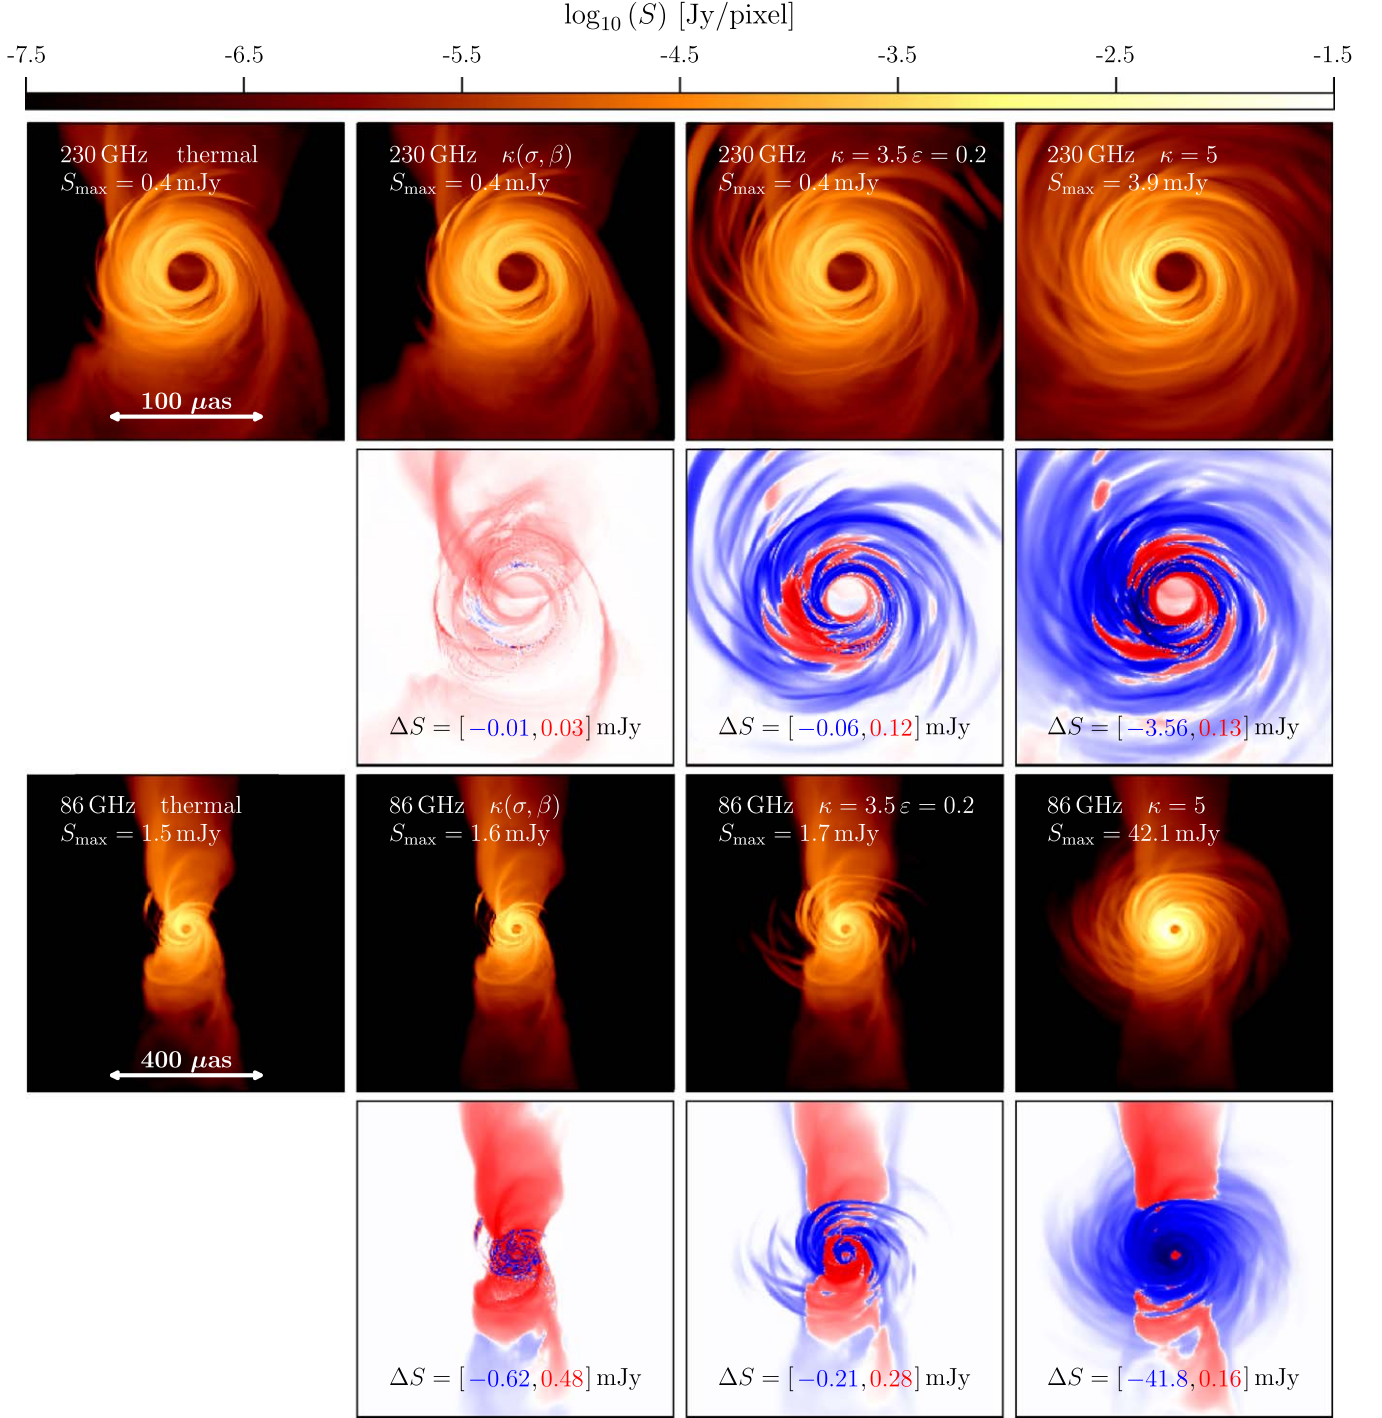 log₁₀ (S) [Jy/pixel]
-7.5 -6.5 -5.5 -4.5 -3.5 -2.5 -1.5
230 GHz thermal
Sₘₐₓ = 0.4 mJy
100 μas
230 GHz κ(σ, β)
Sₘₐₓ = 0.4 mJy
230 GHz κ = 3.5 ε = 0.2
Sₘₐₓ = 0.4 mJy
230 GHz κ = 5
Sₘₐₓ = 3.9 mJy
ΔS = [−0.01, 0.03] mJy
ΔS = [−0.06, 0.12] mJy
ΔS = [−3.56, 0.13] mJy
86 GHz thermal
Sₘₐₓ = 1.5 mJy
400 μas
86 GHz κ(σ, β)
Sₘₐₓ = 1.6 mJy
86 GHz κ = 3.5 ε = 0.2
Sₘₐₓ = 1.7 mJy
86 GHz κ = 5
Sₘₐₓ = 42.1 mJy
ΔS = [−0.62, 0.48] mJy
ΔS = [−0.21, 0.28] mJy
ΔS = [−41.8, 0.16] mJy